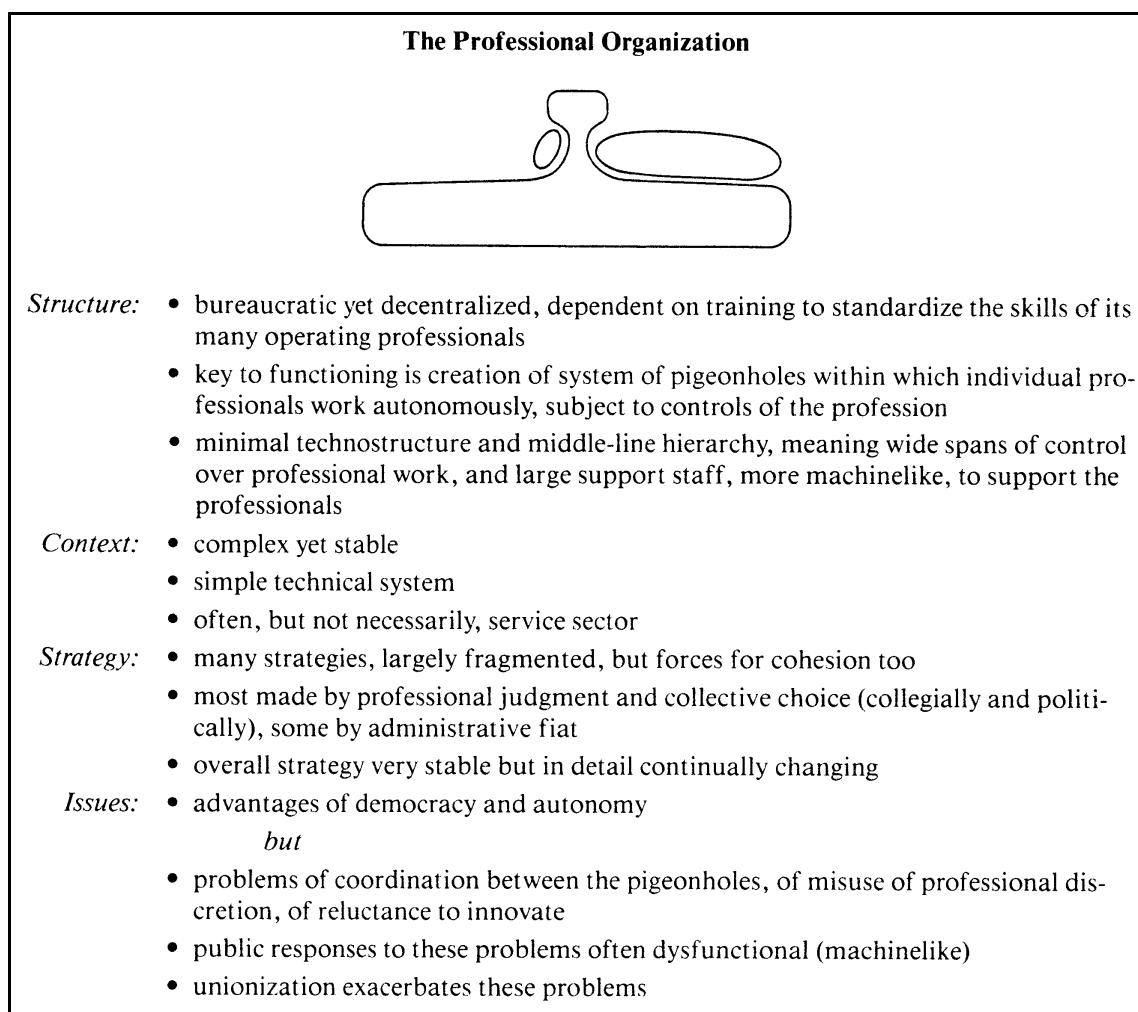 The Professional Organization
Structure: • bureaucratic yet decentralized, dependent on training to standardize the skills of its
many operating professionals
• key to functioning is creation of system of pigeonholes within which individual pro-
fessionals work autonomously, subject to controls of the profession
• minimal technostructure and middle-line hierarchy, meaning wide spans of control
over professional work, and large support staff, more machinelike, to support the
professionals
Context: • complex yet stable
• simple technical system
• often, but not necessarily, service sector
Strategy: • many strategies, largely fragmented, but forces for cohesion too
• most made by professional judgment and collective choice (collegially and politi-
cally), some by administrative fiat
• overall strategy very stable but in detail continually changing
Issues: • advantages of democracy and autonomy
but
• problems of coordination between the pigeonholes, of misuse of professional dis-
cretion, of reluctance to innovate
• public responses to these problems often dysfunctional (machinelike)
• unionization exacerbates these problems